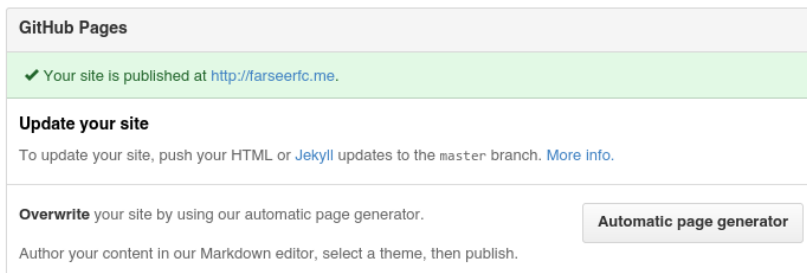 GitHub Pages
✔ Your site is published at http://farseerfc.me.
Update your site
To update your site, push your HTML or Jekyll updates to the master branch. More info.
Overwrite your site by using our automatic page generator.
Automatic page generator
Author your content in our Markdown editor, select a theme, then publish.